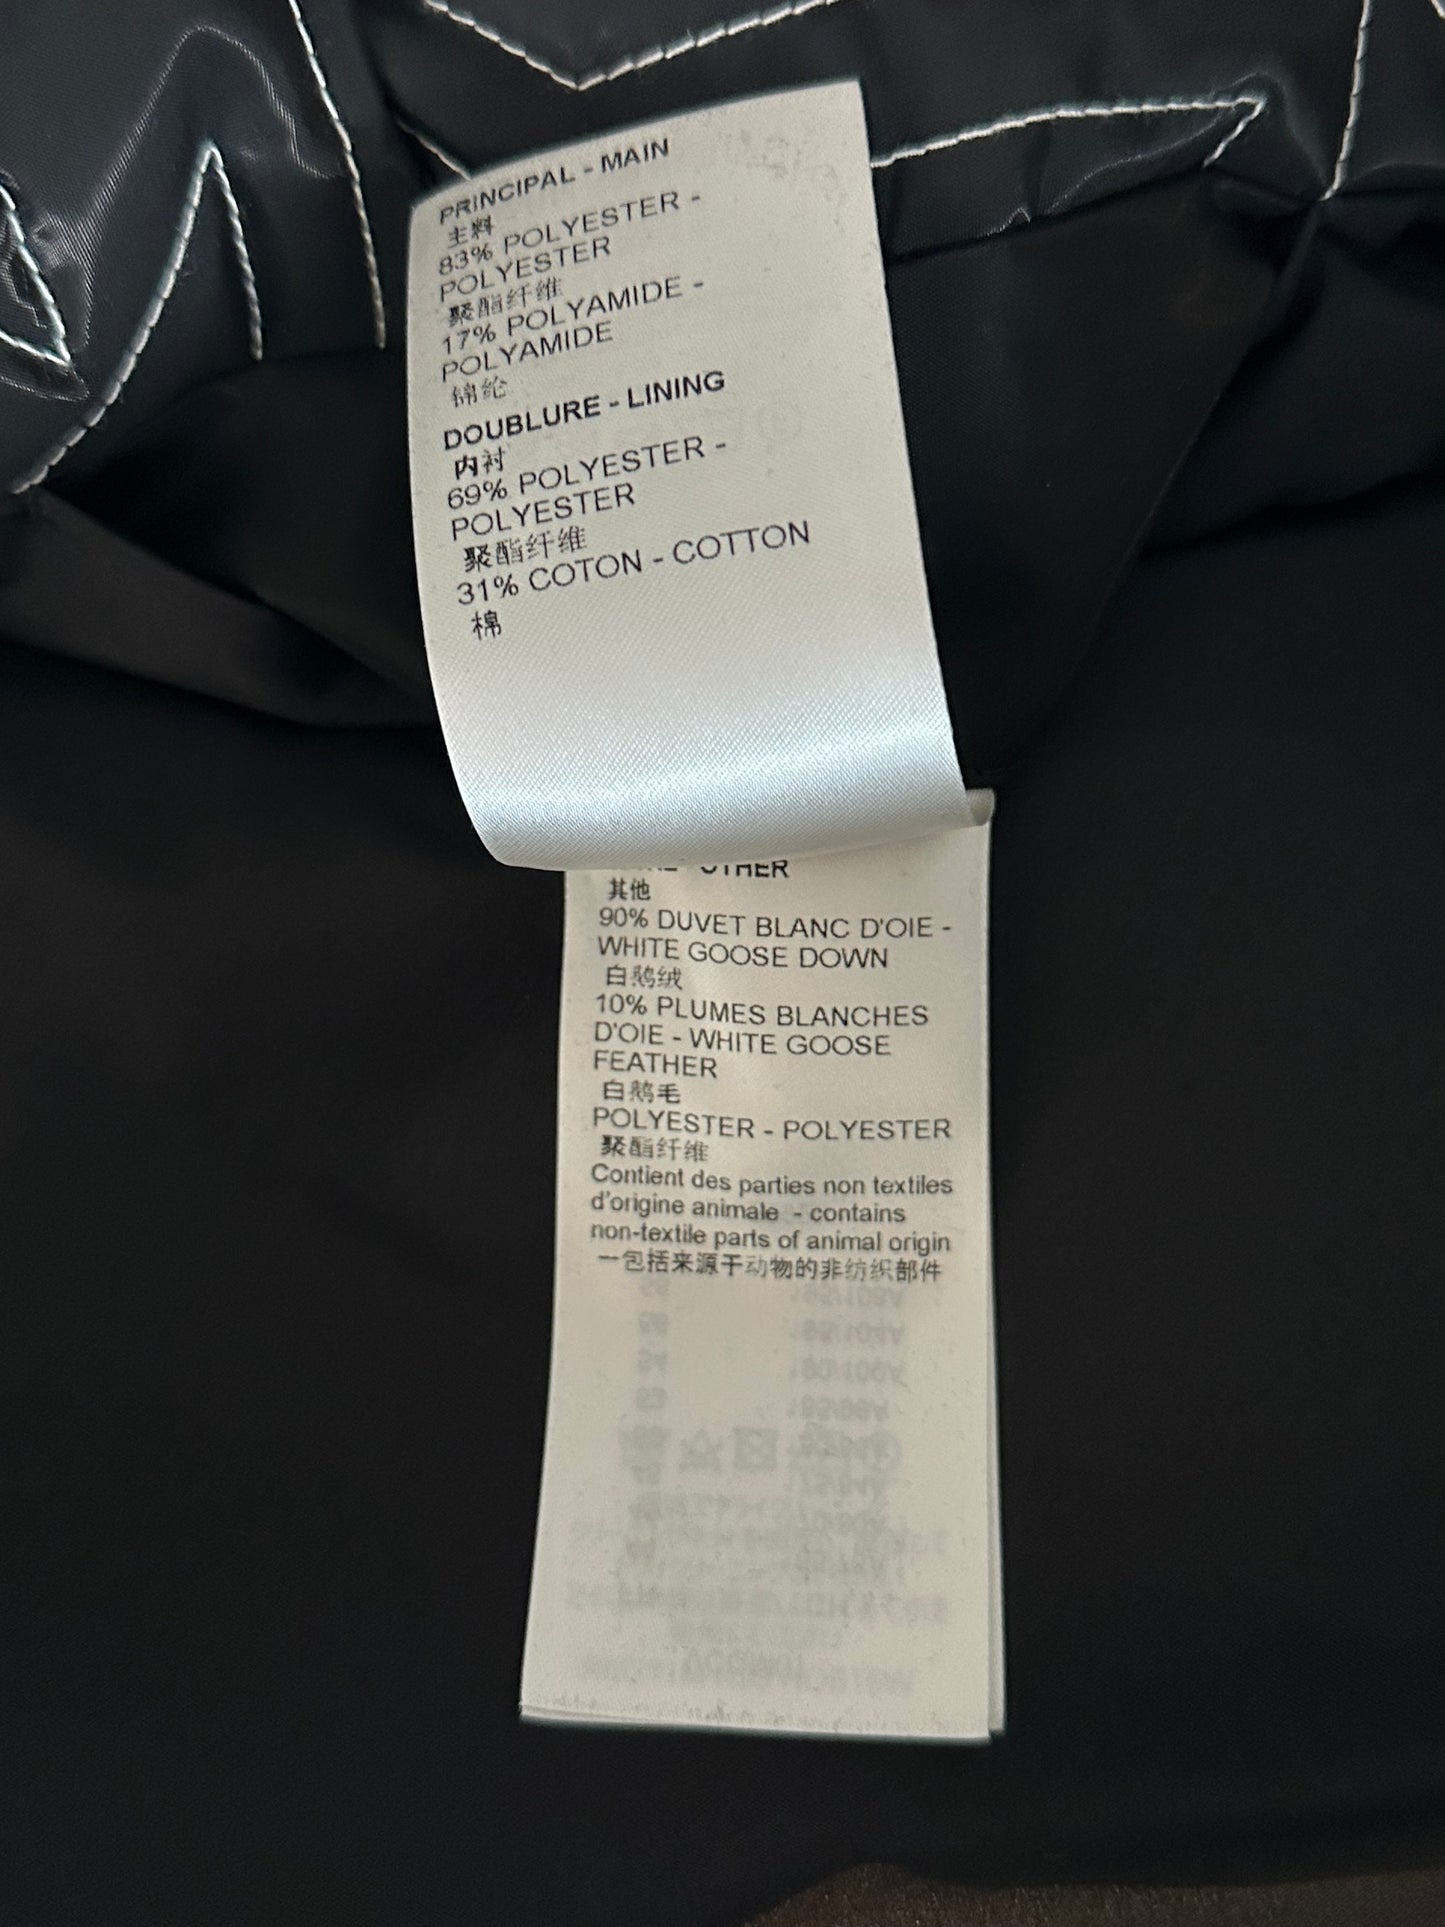 PRINCIPAL - MAIN
主料
83% POLYESTER -
POLYESTER
聚酯纤维
17% POLYAMIDE -
POLYAMIDE
锦纶
DOUBLURE - LINING
内衬
69% POLYESTER -
POLYESTER
聚酯纤维
31% COTON - COTTON
棉
OTHER
其他
90% DUVET BLANC D'OIE -
WHITE GOOSE DOWN
白鹅绒
10% PLUMES BLANCHES
D'OIE - WHITE GOOSE
FEATHER
白鹅毛
POLYESTER - POLYESTER
聚酯纤维
Contient des parties non textiles
d'origine animale - contains
non-textile parts of animal origin
一包括来源于动物的非纺织部件